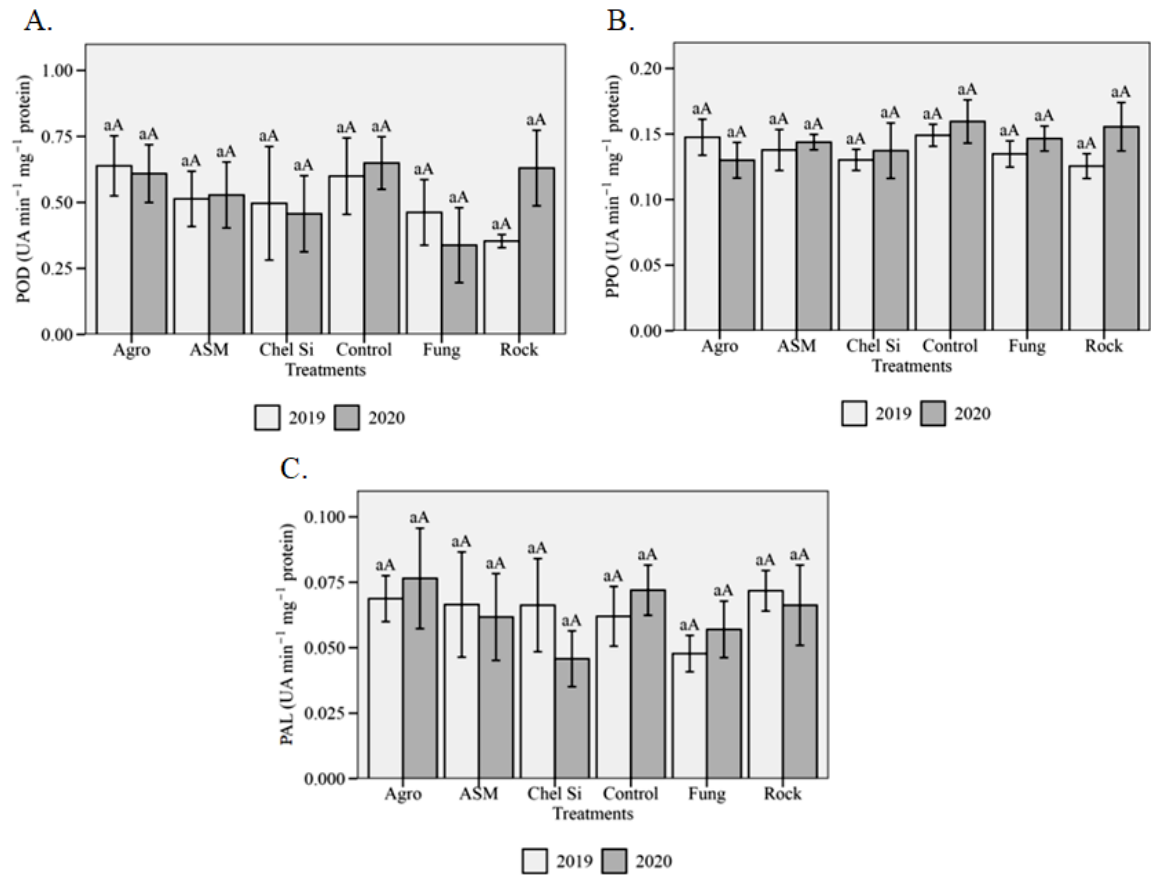 A.
POD (UA min⁻¹ mg⁻¹ protein)
1.00
0.75
0.50
0.25
0.00
aA aA aA aA aA aA aA aA aA aA aA aA
Agro ASM Chel Si Control Fung Rock
Treatments
2019 2020
B.
PPO (UA min⁻¹ mg⁻¹ protein)
0.20
0.15
0.10
0.05
0.00
aA aA aA aA aA aA aA aA aA aA aA aA
Agro ASM Chel Si Control Fung Rock
Treatments
2019 2020
C.
PAL (UA min⁻¹ mg⁻¹ protein)
0.100
0.075
0.050
0.025
0.000
aA aA aA aA aA aA aA aA aA aA aA aA
Agro ASM Chel Si Control Fung Rock
Treatments
2019 2020